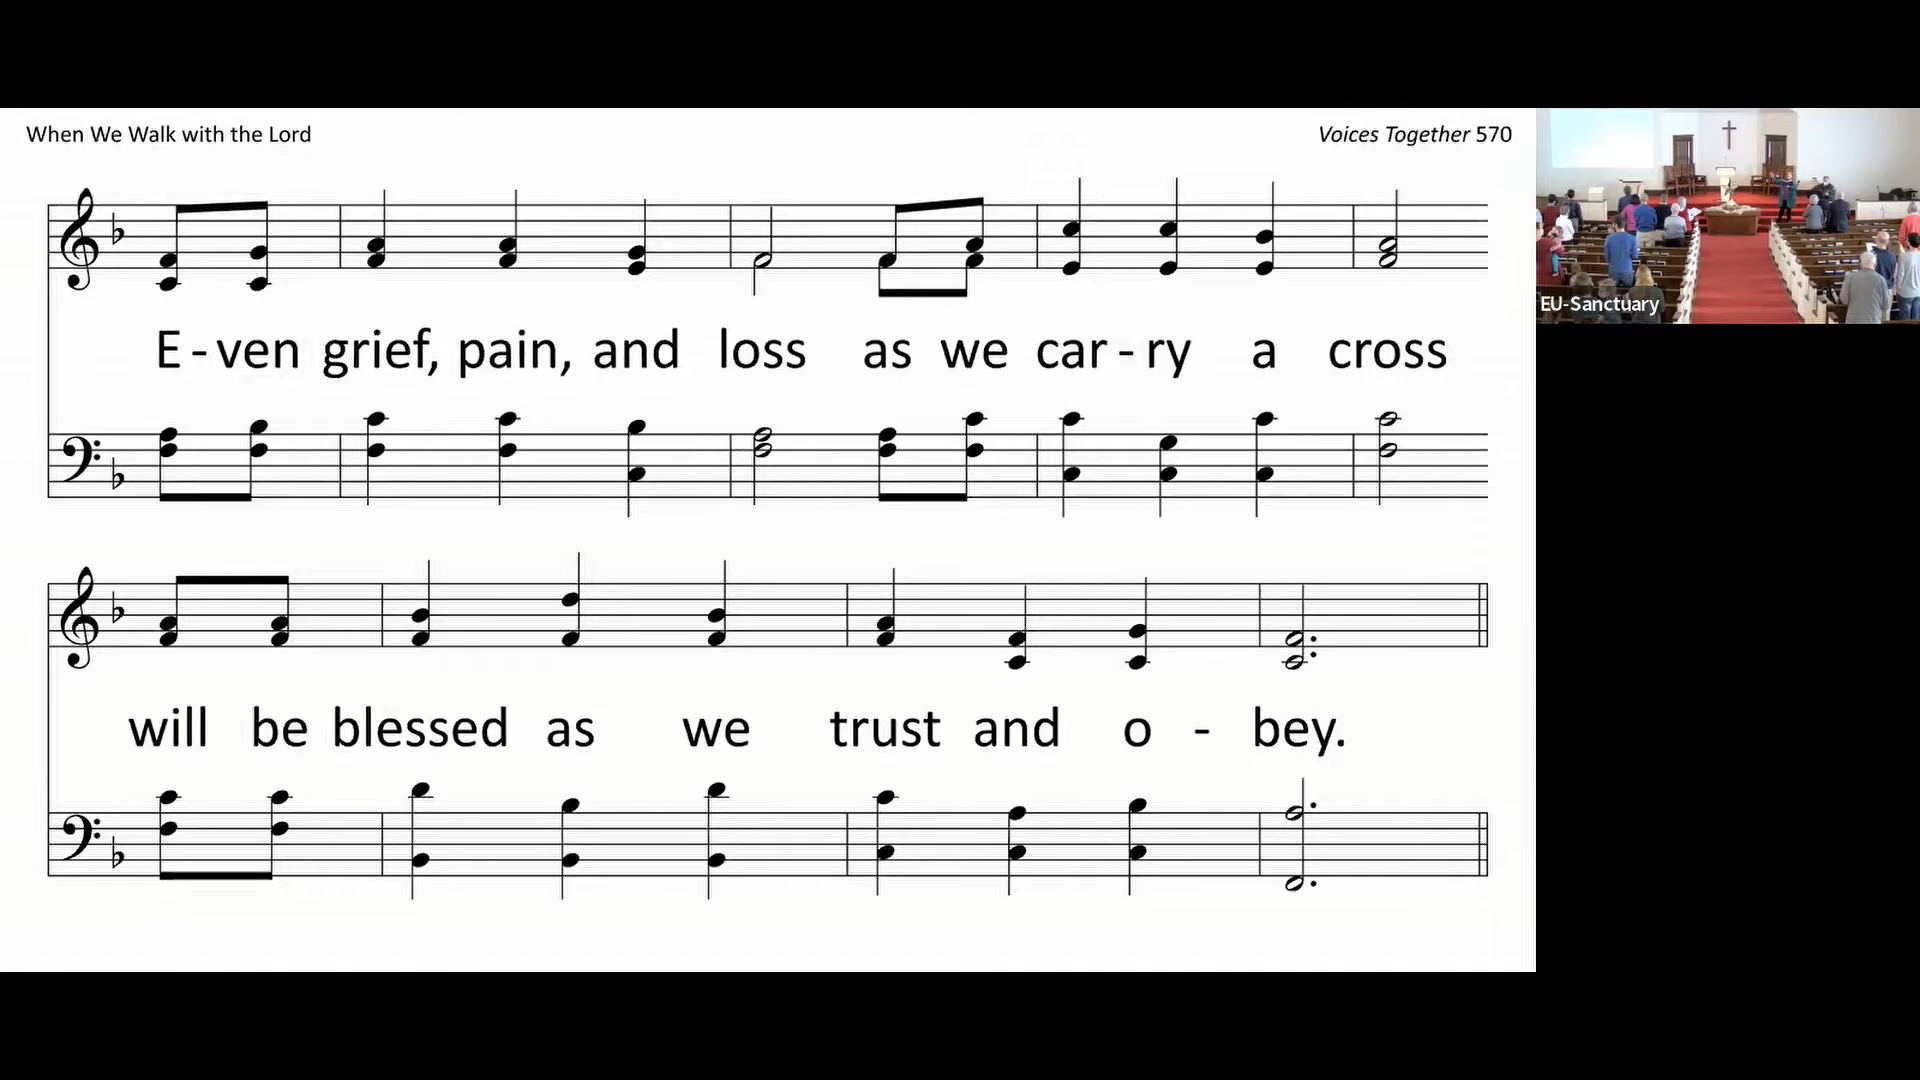 When We Walk with the Lord
Voices Together 570
E - ven grief, pain, and loss as we car - ry a cross
will be blessed as we trust and o - bey.
EU-Sanctuary